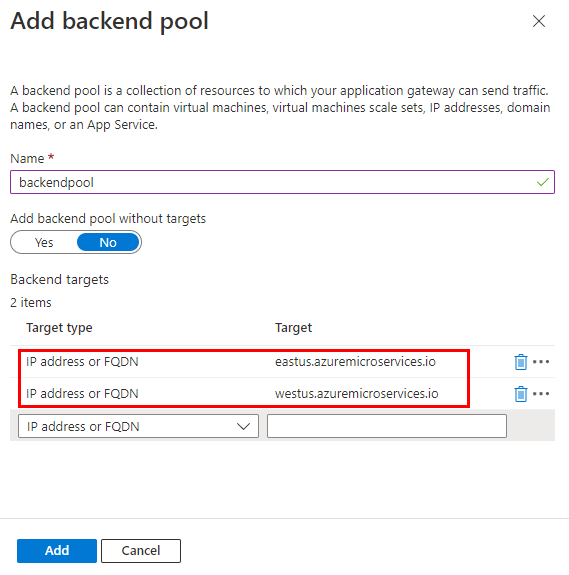 Add backend pool
A backend pool is a collection of resources to which your application gateway can send traffic.
A backend pool can contain virtual machines, virtual machines scale sets, IP addresses, domain
names, or an App Service.
Name *
backendpool
Add backend pool without targets
Yes No
Backend targets
2 items
Target type Target
IP address or FQDN eastus.azuremicroservices.io
IP address or FQDN westus.azuremicroservices.io
IP address or FQDN
Add Cancel